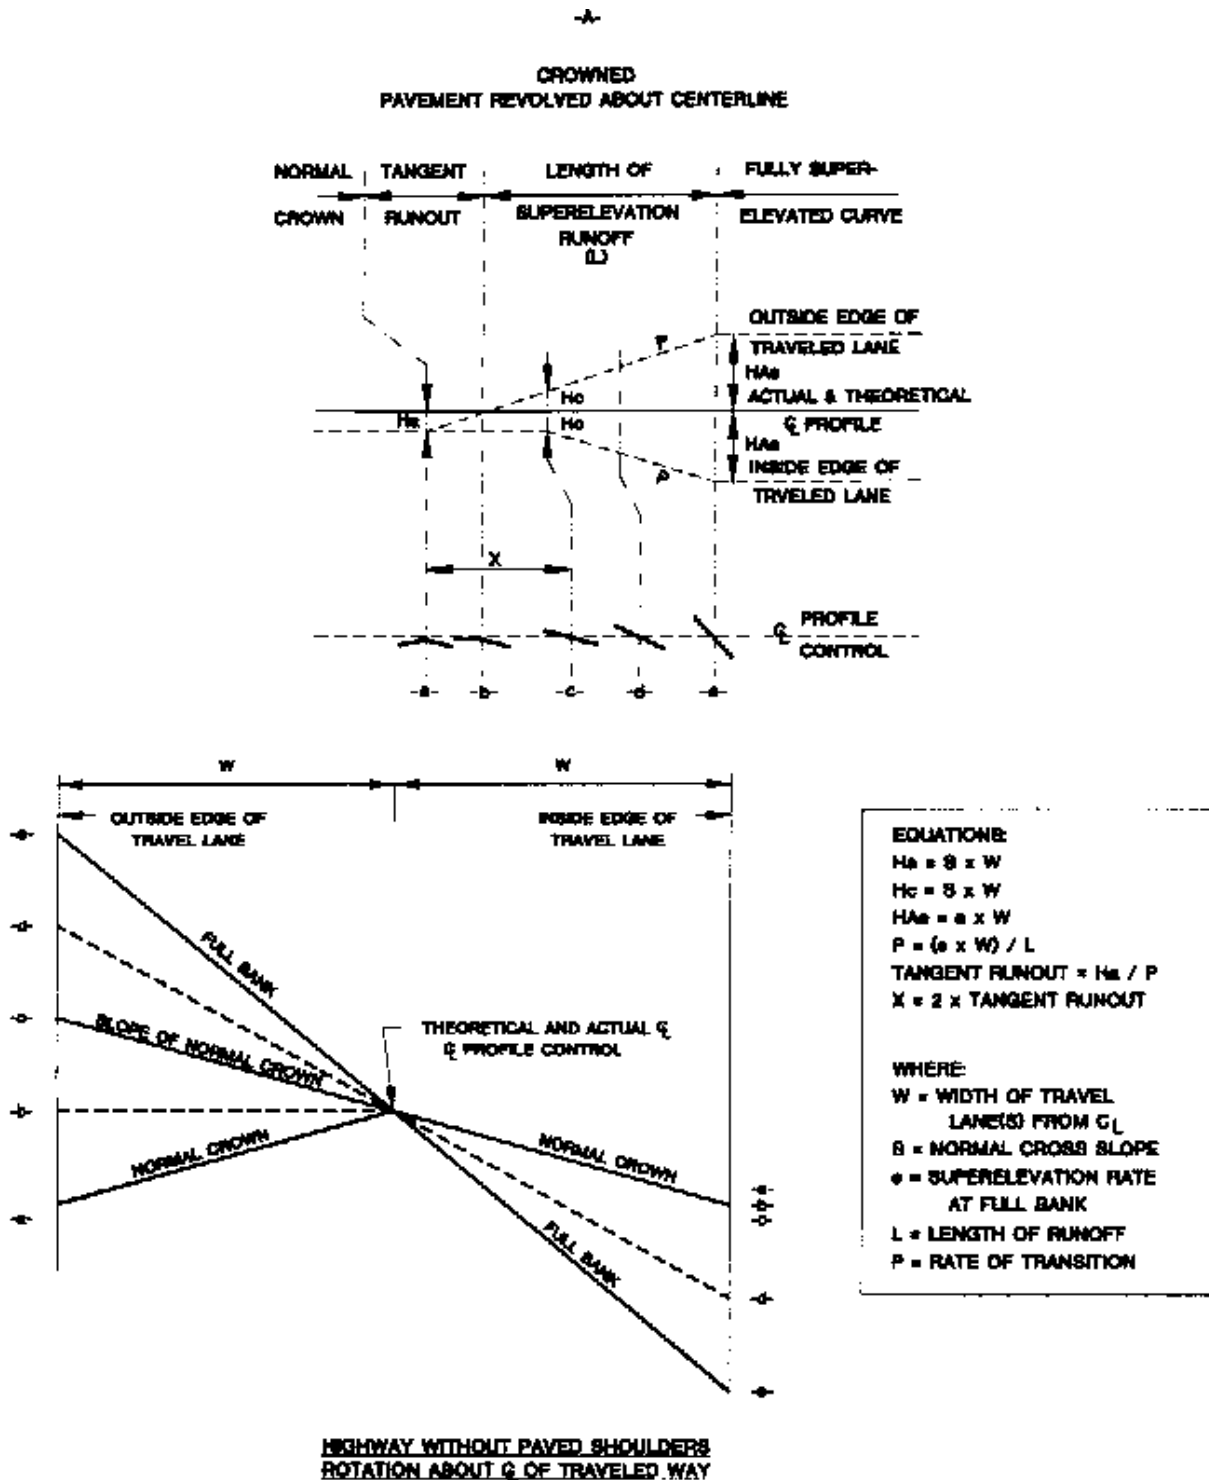 -A-
CROWNED
PAVEMENT REVOLVED ABOUT CENTERLINE
NORMAL TANGENT LENGTH OF FULLY SUPER-
CROWN RUNOUT SUPERELEVATION ELEVATED CURVE
RUNOFF
(L)
OUTSIDE EDGE OF
TRAVELED LANE
P
HAe
Hc
ACTUAL & THEORETICAL
Ha
Hc
℄ PROFILE
HAe
INSIDE EDGE OF
P
TRVELED LANE
X
PROFILE
℄
CONTROL
-a- -b- -c- -d- -e-
W W
OUTSIDE EDGE OF INSIDE EDGE OF
TRAVEL LANE TRAVEL LANE
-e-
-d-
FULL BANK
-c-
SLOPE OF NORMAL CROWN
THEORETICAL AND ACTUAL ℄
℄ PROFILE CONTROL
-b-
NORMAL CROWN
NORMAL CROWN
-a-
-a-
-b-
-c-
FULL BANK
-d-
-e-
EQUATIONS:
Ha = S x W
Hc = S x W
HAe = e x W
P = (e x W) / L
TANGENT RUNOUT = Ha / P
X = 2 x TANGENT RUNOUT
WHERE:
W = WIDTH OF TRAVEL
LANE(S) FROM CL
S = NORMAL CROSS SLOPE
e = SUPERELEVATION RATE
AT FULL BANK
L = LENGTH OF RUNOFF
P = RATE OF TRANSITION
HIGHWAY WITHOUT PAVED SHOULDERS
ROTATION ABOUT ℄ OF TRAVELED WAY